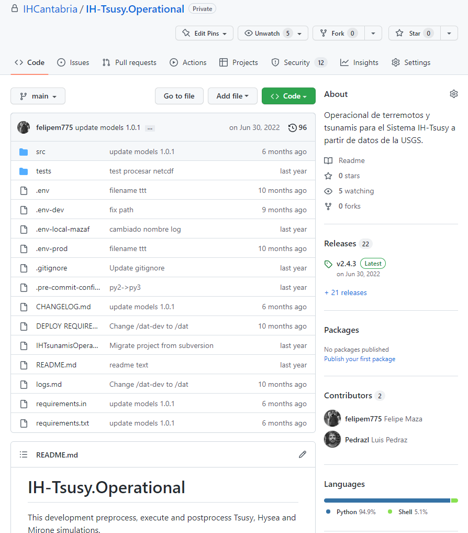 IHCantabria / IH-Tsusy.Operational Private
Edit Pins Unwatch 5 Fork 0 Star 0
Code Issues Pull requests Actions Projects Security 12 Insights Settings
main Go to file Add file Code
felipem775 update models 1.0.1 ... on Jun 30, 2022 96
src update models 1.0.1 6 months ago
tests test procesar netcdf last year
.env filename ttt 10 months ago
.env-dev fix path 9 months ago
.env-local-mazaf cambiado nombre log last year
.env-prod filename ttt 10 months ago
.gitignore Update gitignore last year
.pre-commit-confi... py2->py3 last year
CHANGELOG.md update models 1.0.1 6 months ago
DEPLOY REQUIRE... Change /dat-dev to /dat 10 months ago
IHTsunamisOpera... Migrate project from subversion last year
README.md readme text last year
logs.md Change /dat-dev to /dat 10 months ago
requirements.in update models 1.0.1 6 months ago
requirements.txt update models 1.0.1 6 months ago
README.md
IH-Tsusy.Operational
This development preprocess, execute and postprocess Tsusy, Hysea and
Mirone simulations.
About
Operacional de terremotos y
tsunamis para el Sistema IH-Tsusy a
partir de datos de la USGS.
Readme
0 stars
5 watching
0 forks
Releases 22
v2.4.3 Latest
on Jun 30, 2022
+ 21 releases
Packages
No packages published
Publish your first package
Contributors 2
felipem775 Felipe Maza
Pedrazl Luis Pedraz
Languages
Python 94.9% Shell 5.1%